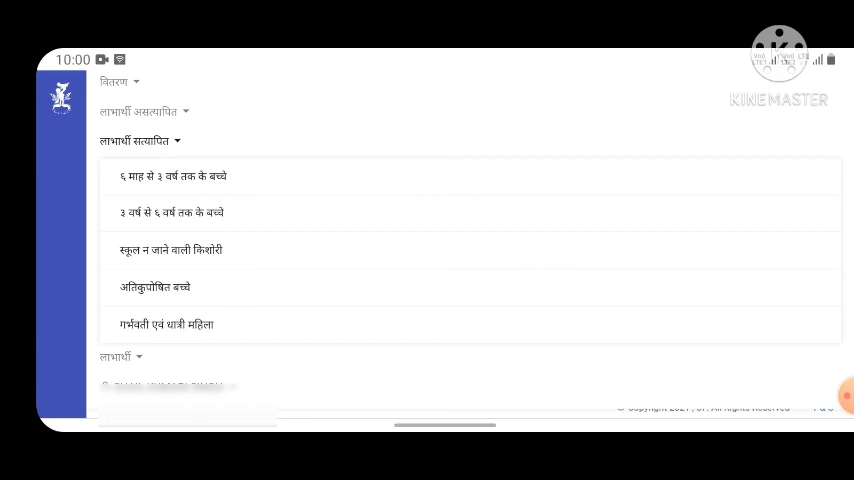 10:00
वितरण
लाभार्थी असत्यापित
लाभार्थी सत्यापित
६ माह से ३ वर्ष तक के बच्चे
३ वर्ष से ६ वर्ष तक के बच्चे
स्कूल न जाने वाली किशोरी
अतिकुपोषित बच्चे
गर्भवती एवं धात्री महिला
लाभार्थी
KINEMASTER